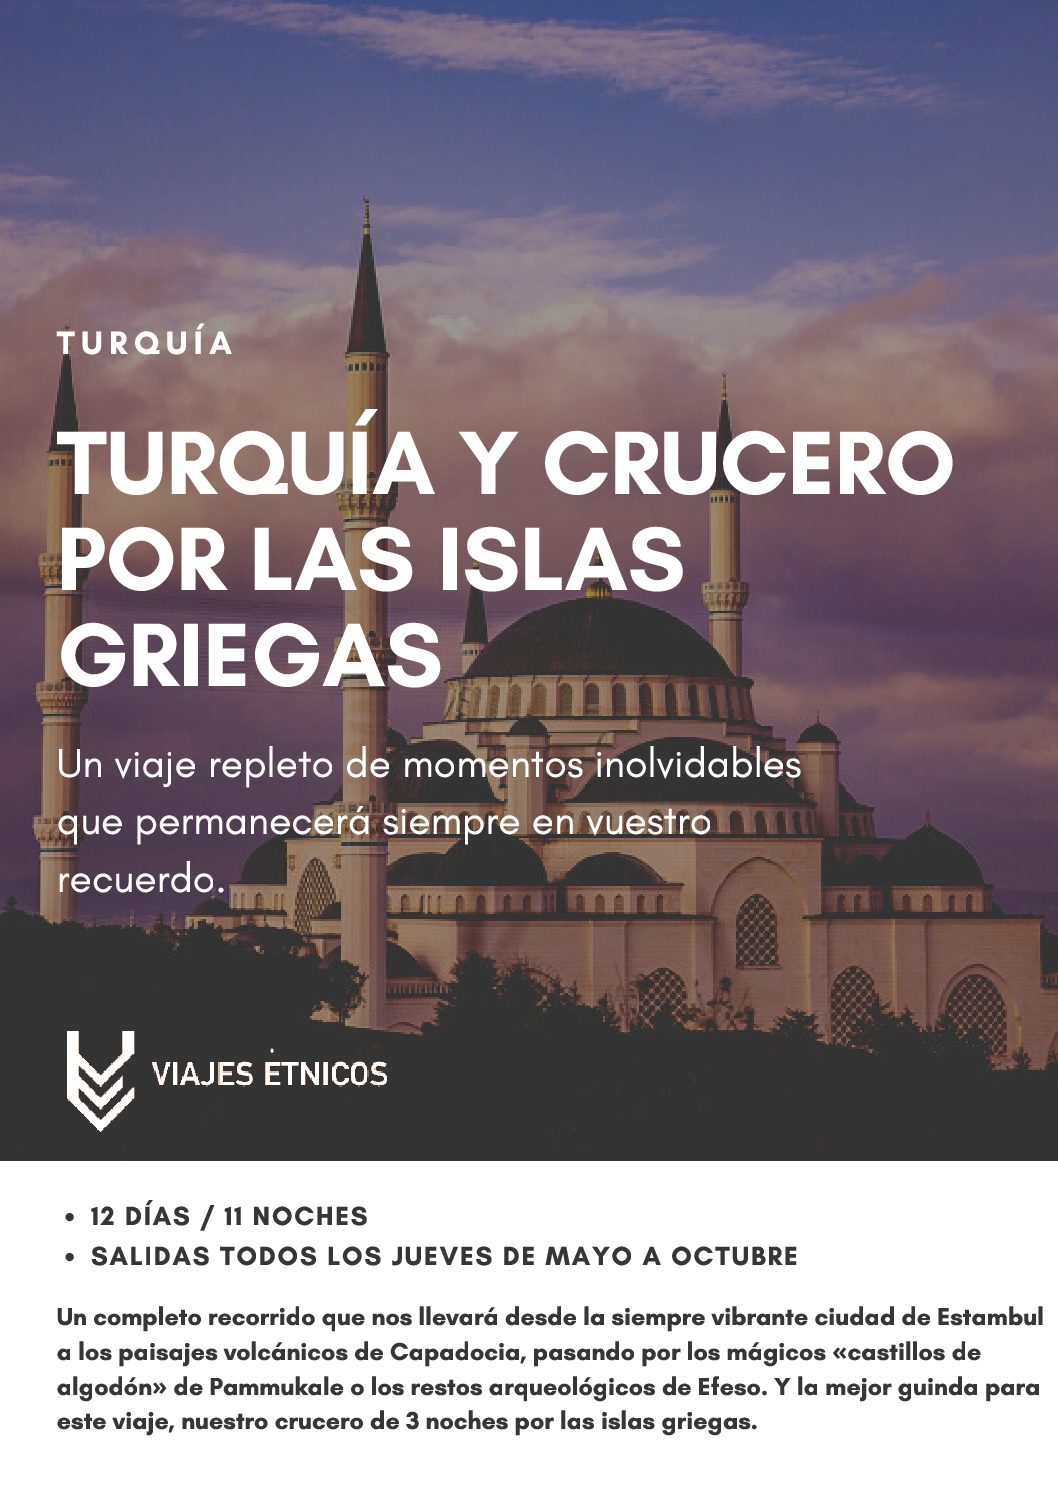 TURQUÍA
TURQUÍA Y CRUCERO
POR LAS ISLAS
GRIEGAS
Un viaje repleto de momentos inolvidables
que permanecerá siempre en vuestro
recuerdo.
VIAJES ÉTNICOS
• 12 DÍAS / 11 NOCHES
• SALIDAS TODOS LOS JUEVES DE MAYO A OCTUBRE
Un completo recorrido que nos llevará desde la siempre vibrante ciudad de Estambul
a los paisajes volcánicos de Capadocia, pasando por los mágicos «castillos de
algodón» de Pammukale o los restos arqueológicos de Efeso. Y la mejor guinda para
este viaje, nuestro crucero de 3 noches por las islas griegas.